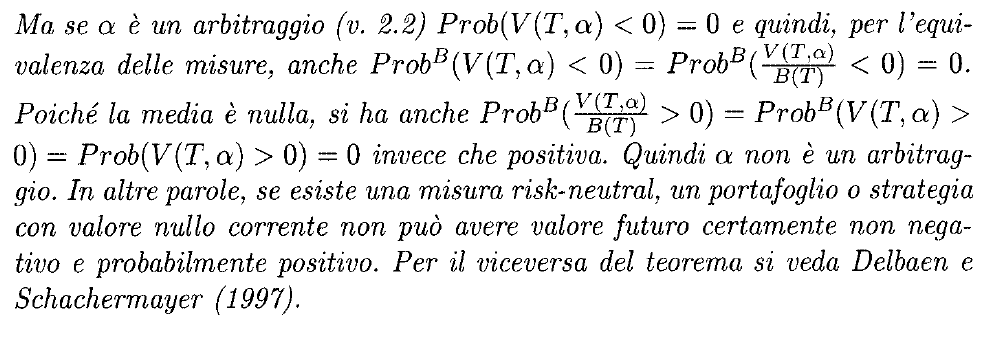 Ma se α è un arbitraggio (v. 2.2) Prob(V(T, α) < 0) = 0 e quindi, per l'equi-
valenza delle misure, anche Prob^B(V(T, α) < 0) = Prob^B(\frac{V(T,α)}{B(T)} < 0) = 0.
Poiché la media è nulla, si ha anche Prob^B(\frac{V(T,α)}{B(T)} > 0) = Prob^B(V(T, α) >
0) = Prob(V(T, α) > 0) = 0 invece che positiva. Quindi α non è un arbitrag-
gio. In altre parole, se esiste una misura risk-neutral, un portafoglio o strategia
con valore nullo corrente non può avere valore futuro certamente non nega-
tivo e probabilmente positivo. Per il viceversa del teorema si veda Delbaen e
Schachermayer (1997).